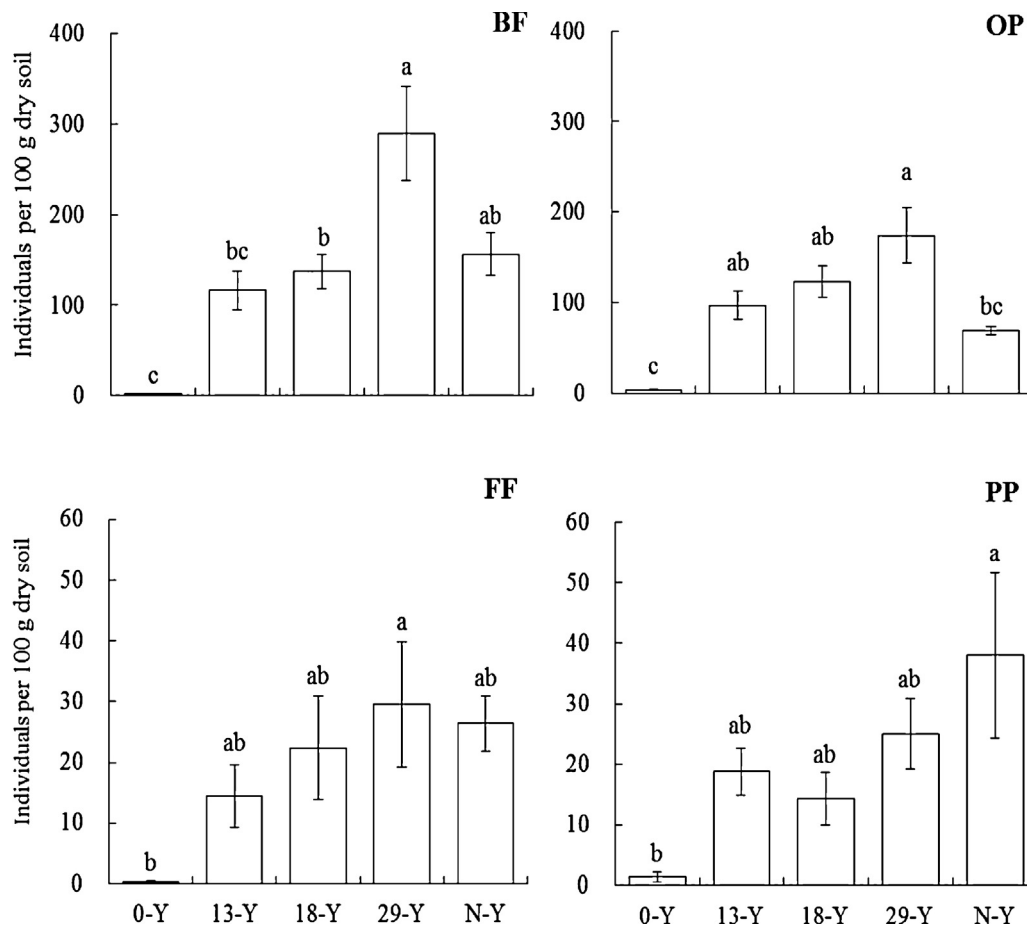 BF
Individuals per 100 g dry soil
400
300
200
100
0
c
bc
b
a
ab
OP
400
300
200
100
0
c
ab
ab
a
bc
FF
Individuals per 100 g dry soil
60
50
40
30
20
10
0
b
ab
ab
a
ab
0-Y 13-Y 18-Y 29-Y N-Y
PP
60
50
40
30
20
10
0
b
ab
ab
ab
a
0-Y 13-Y 18-Y 29-Y N-Y